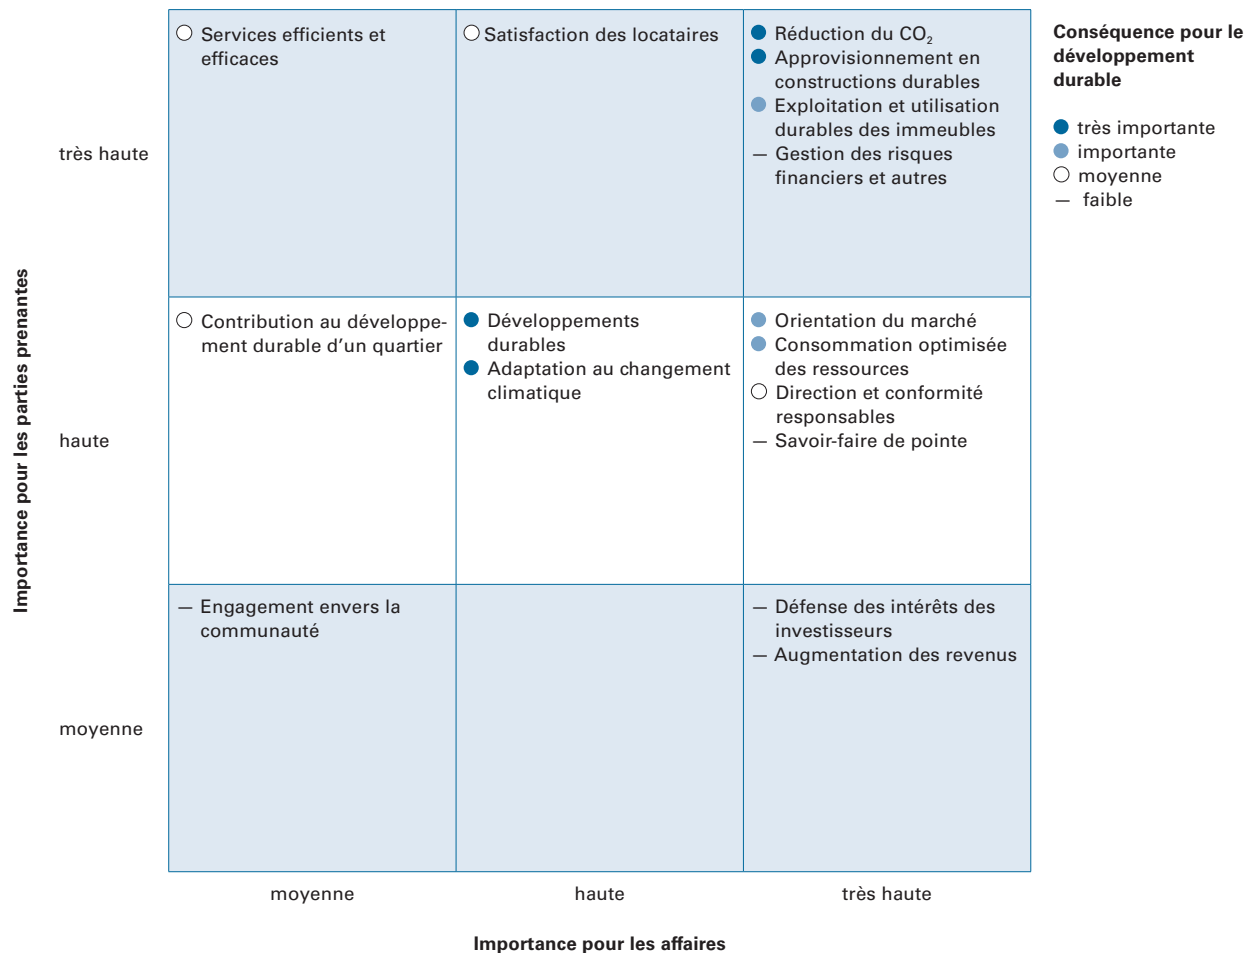 ○ Services efficients et
efficaces
○ Satisfaction des locataires
● Réduction du CO₂
● Approvisionnement en
constructions durables
● Exploitation et utilisation
durables des immeubles
— Gestion des risques
financiers et autres
Conséquence pour le
développement
durable
● très importante
● importante
○ moyenne
— faible
très haute
Importance pour les parties prenantes
○ Contribution au développe-
ment durable d’un quartier
● Développements
durables
● Adaptation au changement
climatique
● Orientation du marché
● Consommation optimisée
des ressources
○ Direction et conformité
responsables
— Savoir-faire de pointe
haute
— Engagement envers la
communauté
— Défense des intérêts des
investisseurs
— Augmentation des revenus
moyenne
moyenne
haute
très haute
Importance pour les affaires